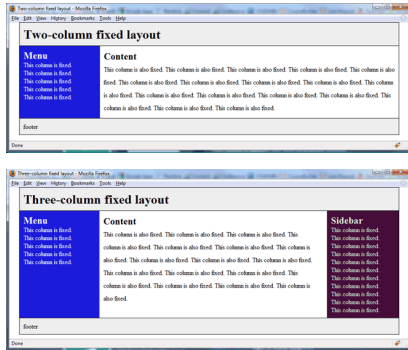 Two-column fixed layout - Mozilla Firefox
File Edit View History Bookmarks Tools Help
Two-column fixed layout
Menu
This column is fixed.
This column is fixed.
This column is fixed.
This column is fixed.
This column is fixed.
Content
This column is also fixed. This column is also fixed. This column is also fixed. This column is also fixed. This column is also
fixed. This column is also fixed. This column is also fixed. This column is also fixed. This column is also fixed. This column
is also fixed. This column is also fixed. This column is also fixed. This column is also fixed. This column is also fixed. This
column is also fixed. This column is also fixed. This column is also fixed.
footer
Done
Three-column fixed layout - Mozilla Firefox
File Edit View History Bookmarks Tools Help
Three-column fixed layout
Menu
This column is fixed.
This column is fixed.
This column is fixed.
This column is fixed.
This column is fixed.
Content
This column is also fixed. This column is also fixed. This column is also fixed. This
column is also fixed. This column is also fixed. This column is also fixed. This column is
also fixed. This column is also fixed. This column is also fixed. This column is also fixed.
This column is also fixed. This column is also fixed. This column is also fixed. This
column is also fixed. This column is also fixed. This column is also fixed. This column is
also fixed.
Sidebar
This column is fixed.
This column is fixed.
This column is fixed.
This column is fixed.
This column is fixed.
This column is fixed.
This column is fixed.
This column is fixed.
This column is fixed.
This column is fixed.
footer
Done